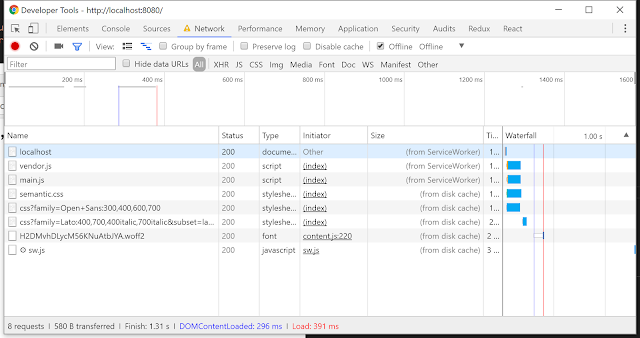 Developer Tools - http://localhost:8080/
Elements Console Sources Network Performance Memory Application Security Audits Redux React
View: Group by frame Preserve log Disable cache Offline Offline
Filter Hide data URLs All XHR JS CSS Img Media Font Doc WS Manifest Other
200 ms 400 ms 600 ms 800 ms 1000 ms 1200 ms 1400 ms 1600
Name Status Type Initiator Size Ti... Waterfall 1.00 s
localhost 200 docume... Other (from ServiceWorker) 1...
vendor.js 200 script (index) (from ServiceWorker) 1...
main.js 200 script (index) (from ServiceWorker) 1...
semantic.css 200 styleshe... (index) (from disk cache) 1...
css?family=Open+Sans:300,400,600,700 200 styleshe... (index) (from disk cache) 1...
css?family=Lato:400,700,400italic,700italic&subset=la... 200 styleshe... (index) (from disk cache) 2...
H2DMvhDLycM56KNuAtbJYA.woff2 200 font content.js:220 (from disk cache) 2...
sw.js 200 javascript sw.js (from disk cache) 3...
8 requests | 580 B transferred | Finish: 1.31 s | DOMContentLoaded: 296 ms | Load: 391 ms